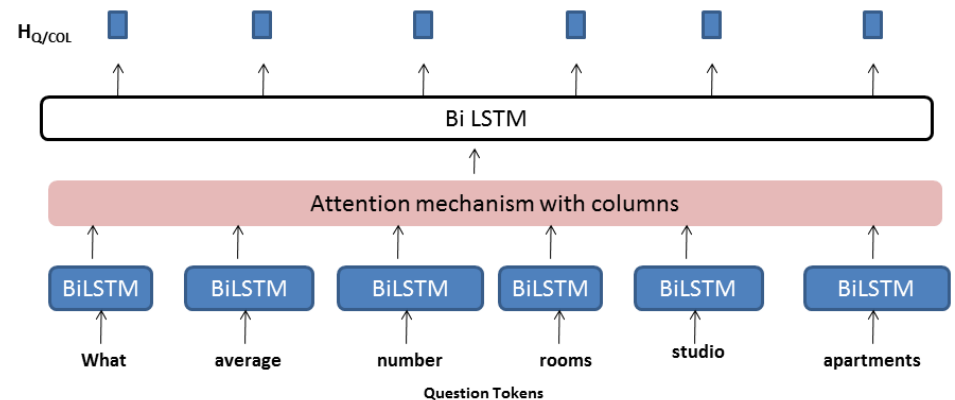 H Q/COL
Bi LSTM
Attention mechanism with columns
BiLSTM BiLSTM BiLSTM BiLSTM BiLSTM BiLSTM
What average number rooms studio apartments
Question Tokens